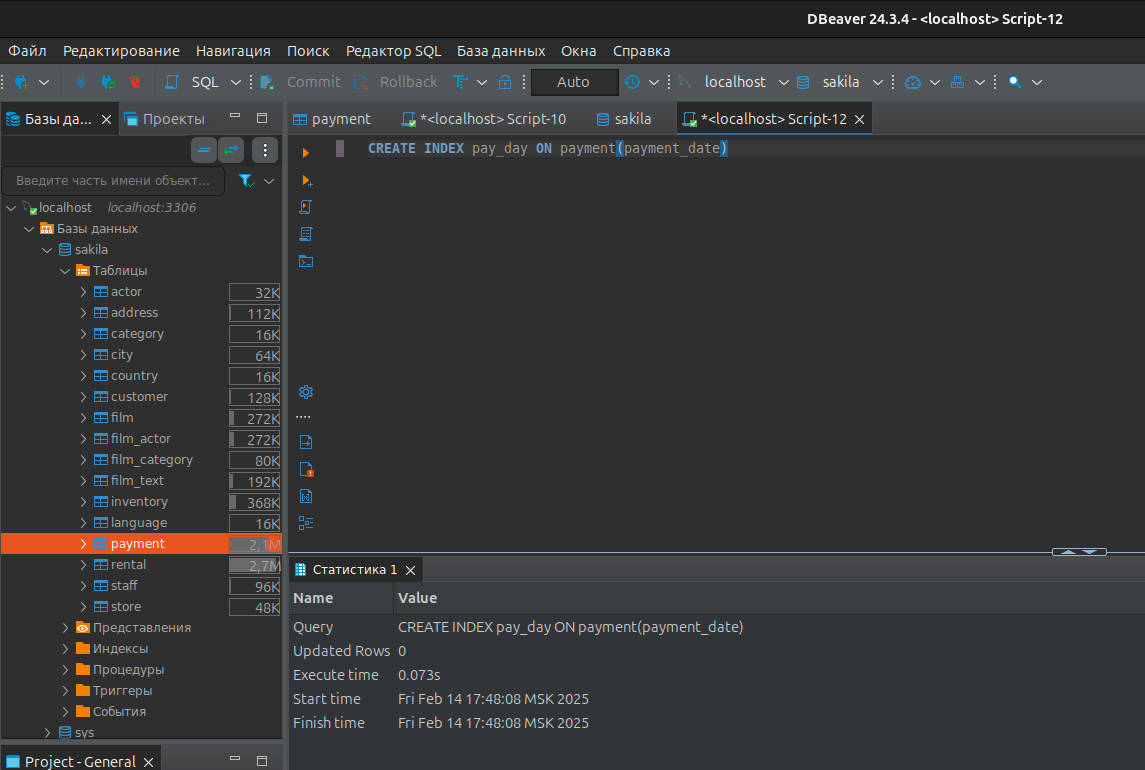 DBeaver 24.3.4 - <localhost> Script-12
Файл Редактирование Навигация Поиск Редактор SQL База данных Окна Справка
SQL Commit Rollback Auto localhost sakila
Базы да... Проекты
payment *<localhost> Script-10 sakila *<localhost> Script-12
Введите часть имени объект...
CREATE INDEX pay_day ON payment(payment_date)
localhost localhost:3306
Базы данных
sakila
Таблицы
actor 32K
address 112K
category 16K
city 64K
country 16K
customer 128K
film 272K
film_actor 272K
film_category 80K
film_text 192K
inventory 368K
language 16K
payment 2,1M
rental 2,7M
staff 96K
store 48K
Представления
Индексы
Процедуры
Триггеры
События
sys
Project - General
Статистика 1
Name Value
Query CREATE INDEX pay_day ON payment(payment_date)
Updated Rows 0
Execute time 0.073s
Start time Fri Feb 14 17:48:08 MSK 2025
Finish time Fri Feb 14 17:48:08 MSK 2025